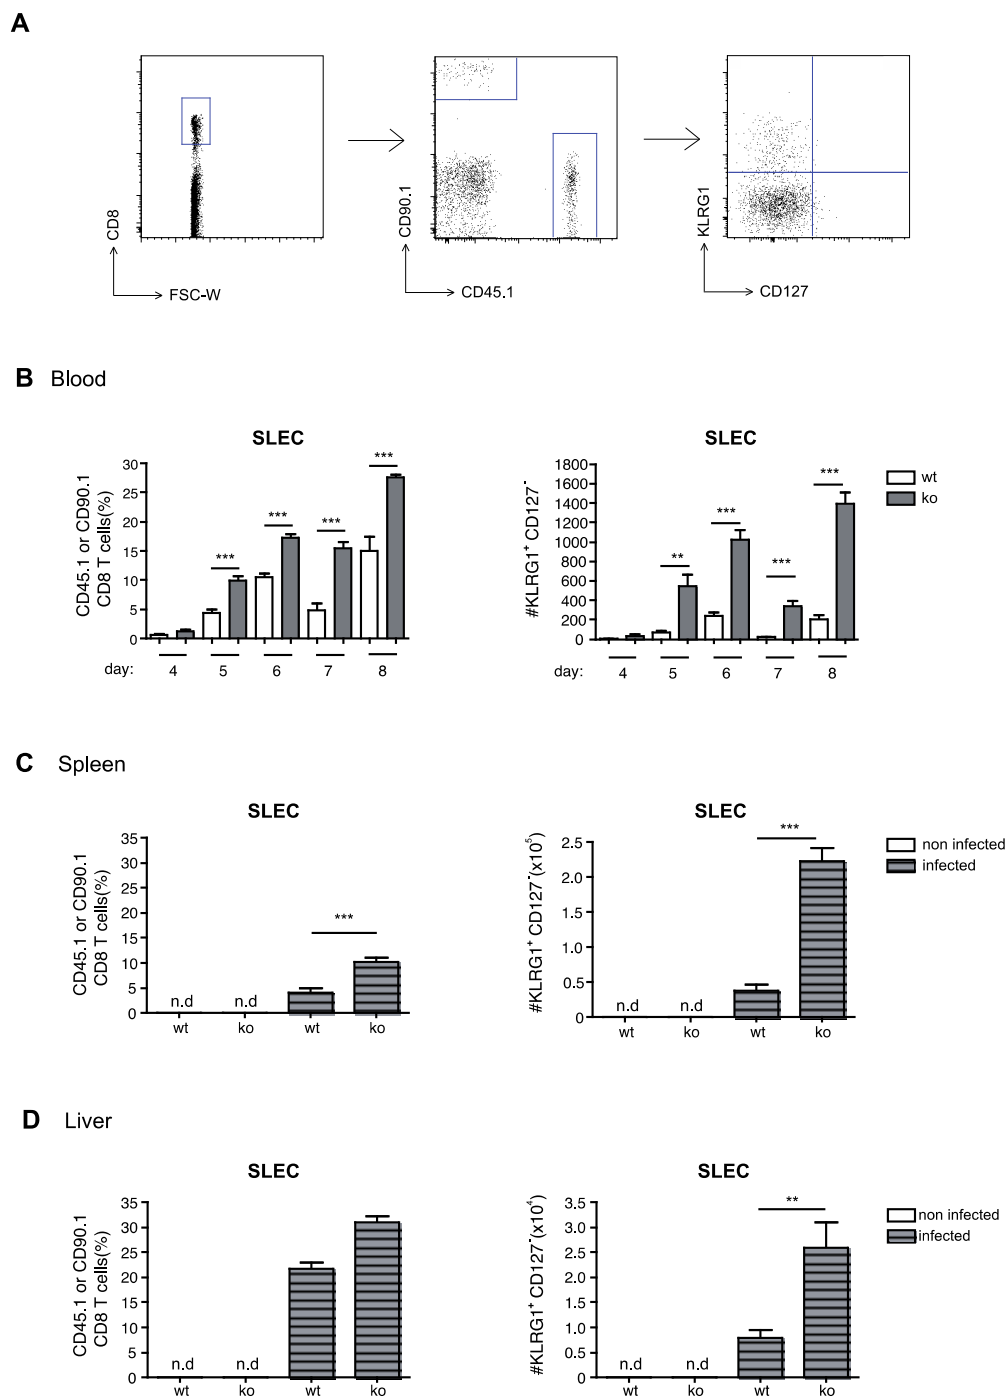 A
CD8
FSC-W
CD90.1
CD45.1
KLRG1
CD127
B Blood
SLEC
CD45.1 or CD90.1
CD8 T cells(%)
30
25
20
15
10
5
0
***
***
***
***
day: 4 5 6 7 8
SLEC
#KLRG1⁺ CD127⁻
1800
1600
1400
1200
1000
800
600
400
200
0
**
***
***
***
day: 4 5 6 7 8
wt
ko
C Spleen
SLEC
CD45.1 or CD90.1
CD8 T cells(%)
35
30
25
20
15
10
5
0
n.d n.d
***
wt ko wt ko
SLEC
#KLRG1⁺ CD127⁻(x10⁵)
2.5
2.0
1.5
1.0
0.5
0
n.d n.d
***
wt ko wt ko
non infected
infected
D Liver
SLEC
CD45.1 or CD90.1
CD8 T cells(%)
35
30
25
20
15
10
5
0
n.d n.d
wt ko wt ko
SLEC
#KLRG1⁺ CD127⁻(x10⁴)
3.5
3.0
2.5
2.0
1.5
1.0
0.5
0
n.d n.d
**
wt ko wt ko
non infected
infected